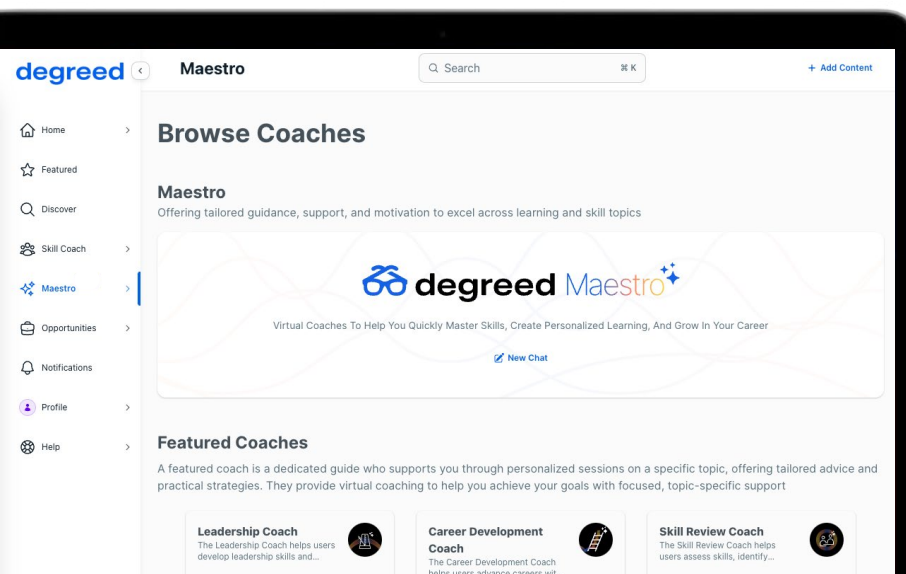 degreed
Maestro
Search
⌘ K
+ Add Content
Home
Featured
Discover
Skill Coach
Maestro
Opportunities
Notifications
Profile
Help
Browse Coaches
Maestro
Offering tailored guidance, support, and motivation to excel across learning and skill topics
degreed Maestro
Virtual Coaches To Help You Quickly Master Skills, Create Personalized Learning, And Grow In Your Career
New Chat
Featured Coaches
A featured coach is a dedicated guide who supports you through personalized sessions on a specific topic, offering tailored advice and
practical strategies. They provide virtual coaching to help you achieve your goals with focused, topic-specific support
Leadership Coach
The Leadership Coach helps users
develop leadership skills and...
Career Development
Coach
The Career Development Coach
helps users advance careers wit
Skill Review Coach
The Skill Review Coach helps
users assess skills, identify...